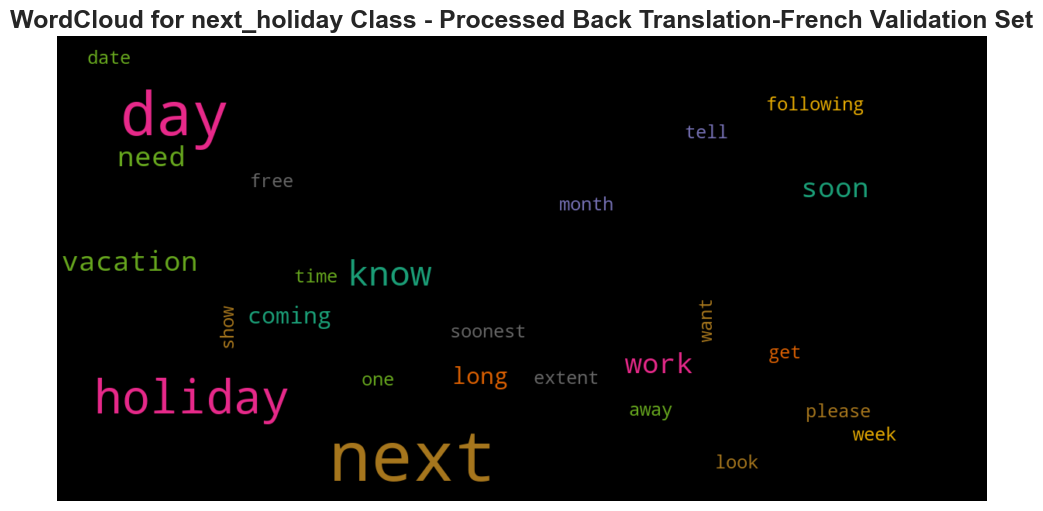 WordCloud for next_holiday Class - Processed Back Translation-French Validation Set
date
day
following
tell
need
free
soon
month
vacation
time
know
show
coming
want
soonest
get
work
long
extent
one
holiday
away
please
week
next
look